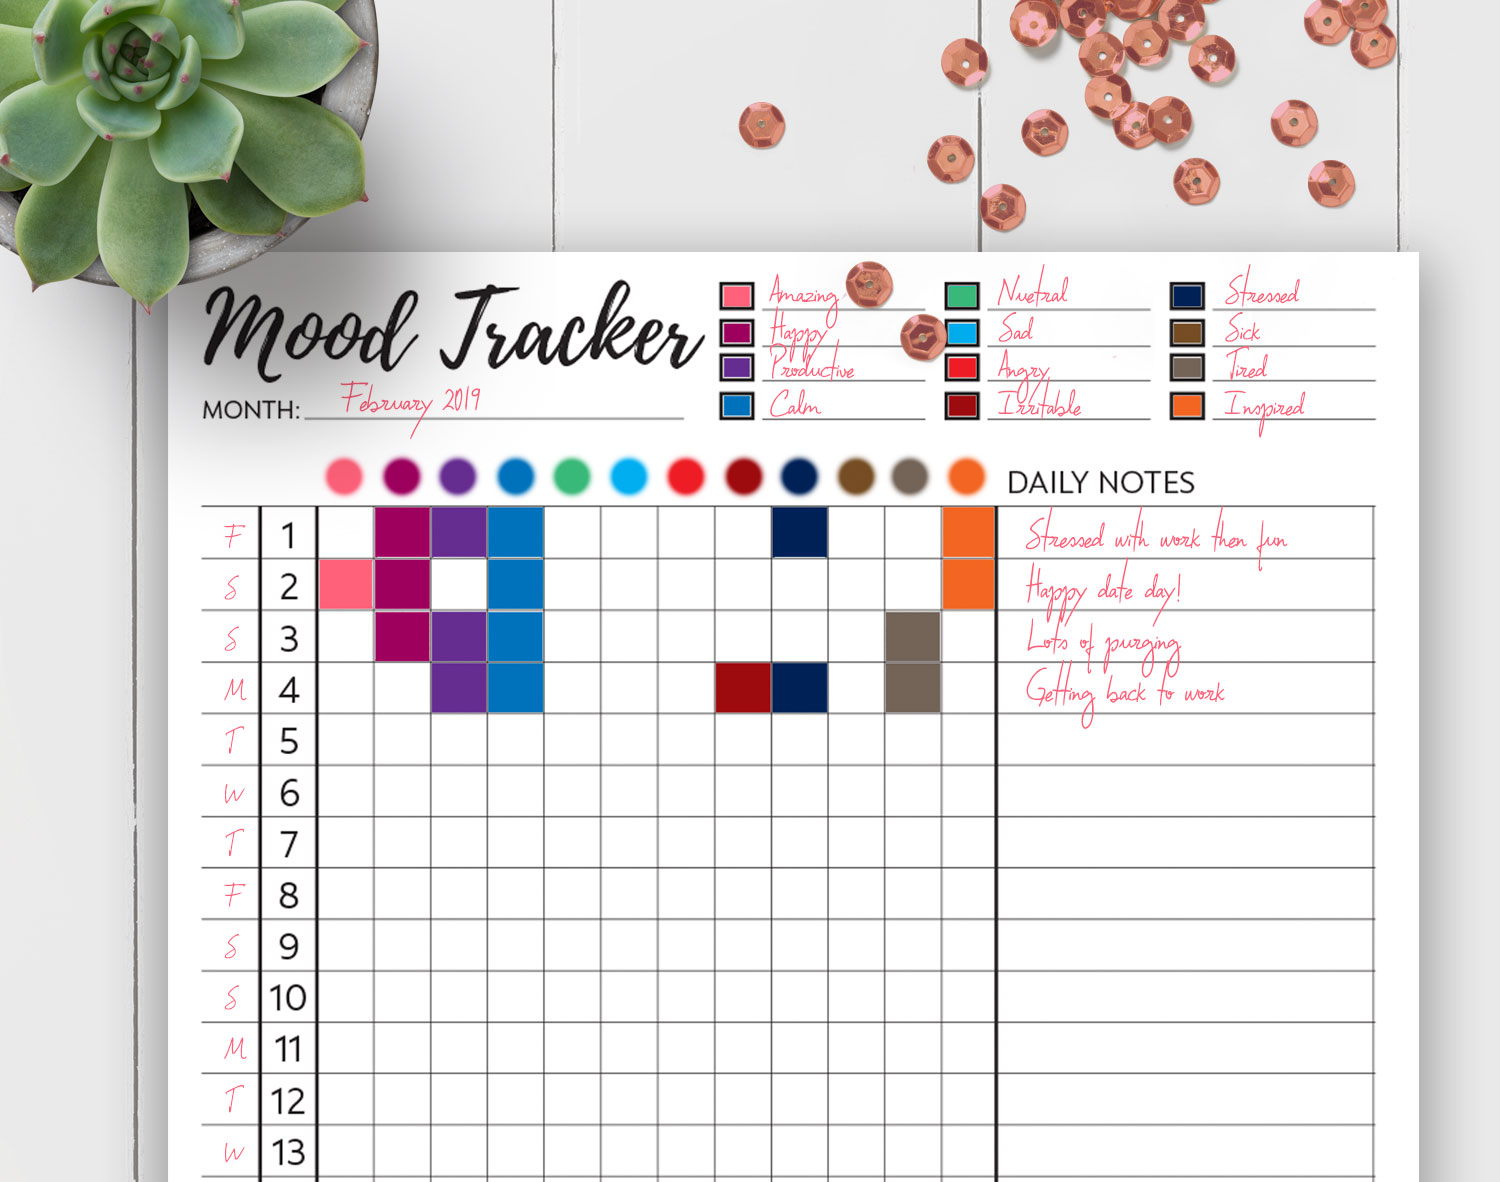 Mood Tracker
MONTH: February 2019
Amazing
Happy
Productive
Calm
Nuetral
Sad
Angry
Irritable
Stressed
Sick
Tired
Inspired
DAILY NOTES
F 1 Stressed with work then fun
S 2 Happy date day!
S 3 Lots of purging
M 4 Getting back to work
T 5
W 6
T 7
F 8
S 9
S 10
M 11
T 12
W 13